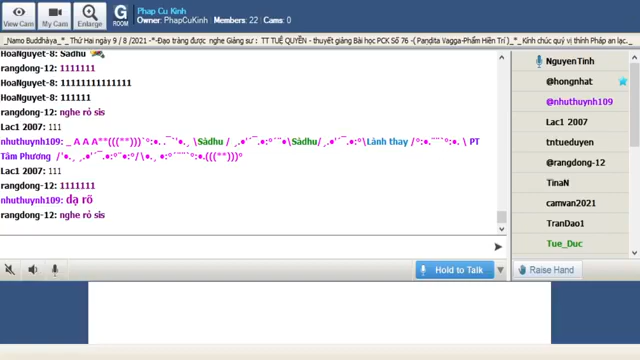 Phap Cu Kinh
Owner: PhapCuKinh, Members: 22 Cams: 0
View Cam
My Cam
Enlarge
G
ROOM
_Namo Buddhàya_*_* Thứ Hai ngày 9 / 8 /2021 -*-Đạo tràng được nghe Giảng sư : TT TUỆ QUYỀN - thuyết giảng Bài học PCK Số 76 - (Paṇḍita Vagga-Phẩm Hiền Trí ) *_* Kính chúc quý vị thính Pháp an lạc.
HoaNguyet-8: Sadhu
rangdong-12: 1111111
HoaNguyet-8: 11111111111111
HoaNguyet-8: 111111
rangdong-12: nghe rỏ sis
Lac1 2007: 111
nhuthuynh109: _ A A A**(((**)))
\Sàdhu /
\Sàdhu/
\Lành thay
\ PT
Tâm Phương
Lac1 2007: 111
rangdong-12: 1111111
nhuthuynh109: dạ rõ
rangdong-12: nghe rỏ sis
NguyenTinh
@hongnhat
@nhuthuynh109
Lac1 2007
tntueduyen
@rangdong-12
TinaN
camvan2021
TranDao1
Tue_Duc
Hold to Talk
Raise Hand